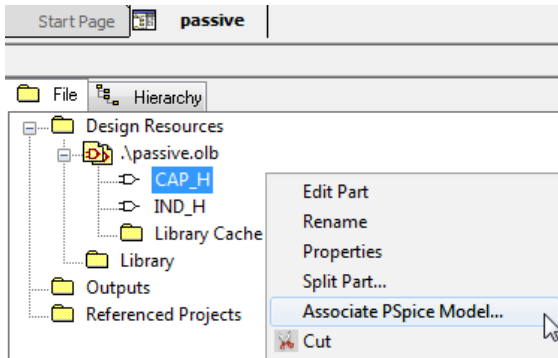 Start Page passive
File Hierarchy
Design Resources
.\passive.olb
CAP_H
IND_H
Library Cache
Library
Outputs
Referenced Projects
Edit Part
Rename
Properties
Split Part...
Associate PSpice Model...
Cut